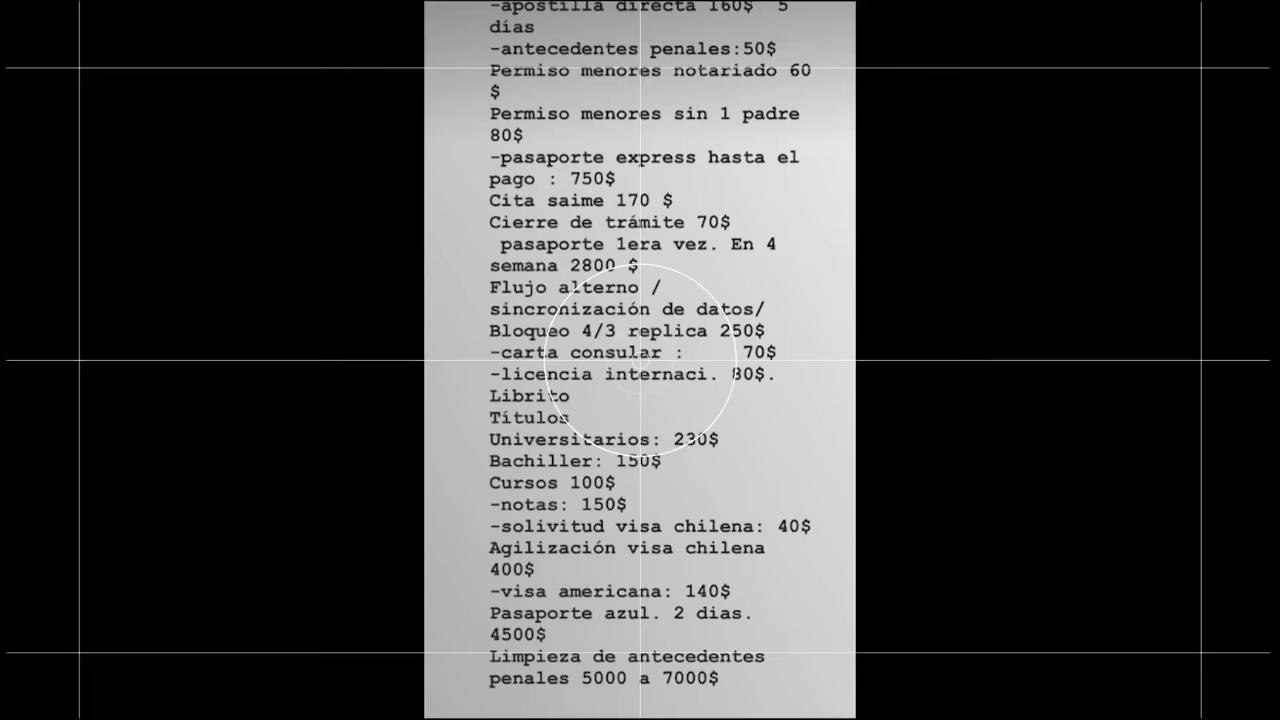 -apostilla directa 160$  5
días
-antecedentes penales:50$
Permiso menores notariado 60
$
Permiso menores sin 1 padre
80$
-pasaporte express hasta el
pago : 750$
Cita saime 170 $
Cierre de trámite 70$
pasaporte 1era vez. En 4
semana 2800 $
Flujo alterno /
sincronización de datos/
Bloqueo 4/3 replica 250$
-carta consular :     70$
-licencia internaci. 80$.
Librito
Títulos
Universitarios: 230$
Bachiller: 150$
Cursos 100$
-notas: 150$
-solivitud visa chilena: 40$
Agilización visa chilena
400$
-visa americana: 140$
Pasaporte azul. 2 dias.
4500$
Limpieza de antecedentes
penales 5000 a 7000$